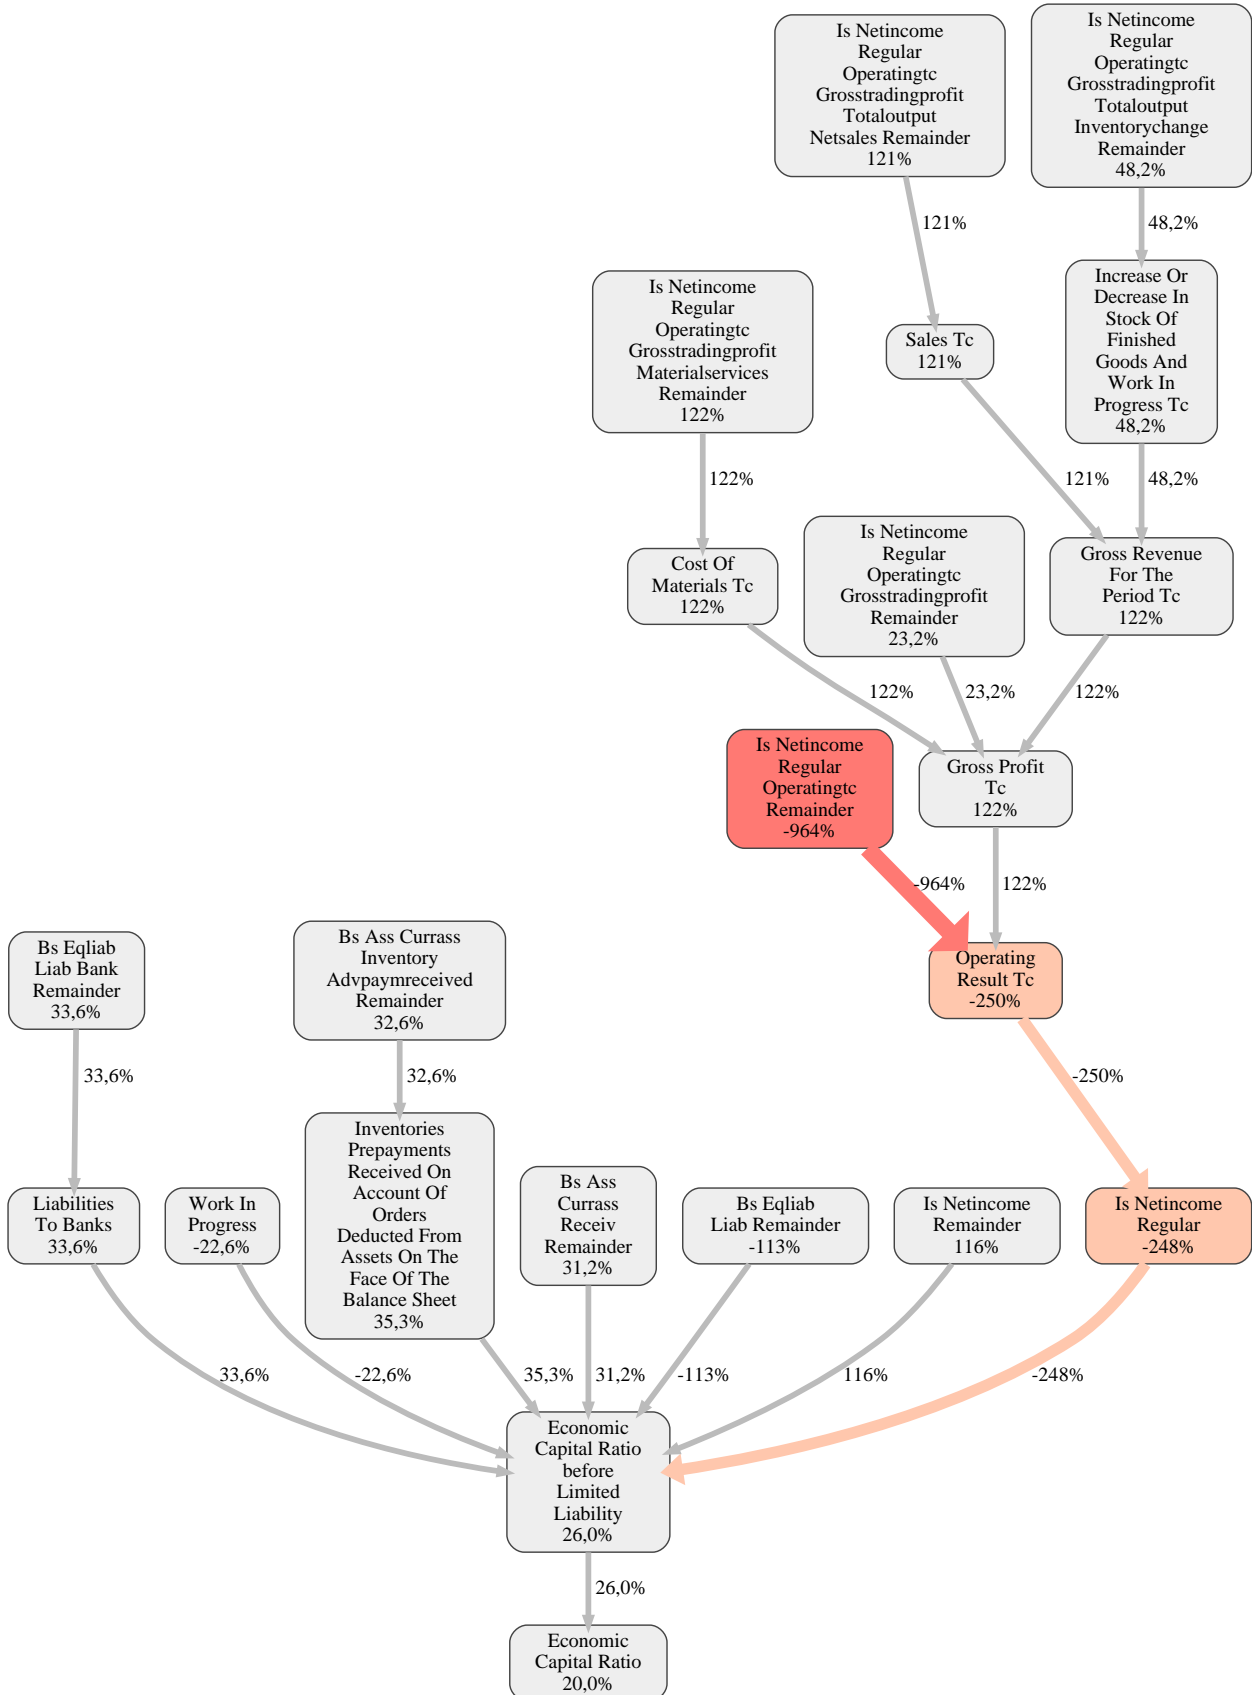 Is Netincome
Regular
Operatingtc
Grosstradingprofit
Totaloutput
Netsales Remainder
121%
Is Netincome
Regular
Operatingtc
Grosstradingprofit
Totaloutput
Inventorychange
Remainder
48,2%
121%
48,2%
Is Netincome
Regular
Operatingtc
Grosstradingprofit
Materialservices
Remainder
122%
Sales Tc
121%
Increase Or
Decrease In
Stock Of
Finished
Goods And
Work In
Progress Tc
48,2%
122%
121%
48,2%
Cost Of
Materials Tc
122%
Is Netincome
Regular
Operatingtc
Grosstradingprofit
Remainder
23,2%
Gross Revenue
For The
Period Tc
122%
122%
23,2%
122%
Is Netincome
Regular
Operatingtc
Remainder
-964%
Gross Profit
Tc
122%
-964%
122%
Bs Eqliab
Liab Bank
Remainder
33,6%
Bs Ass Currass
Inventory
Advpaymreceived
Remainder
32,6%
Operating
Result Tc
-250%
33,6%
32,6%
-250%
Liabilities
To Banks
33,6%
Work In
Progress
-22,6%
Inventories
Prepayments
Received On
Account Of
Orders
Deducted From
Assets On The
Face Of The
Balance Sheet
35,3%
Bs Ass
Currass
Receiv
Remainder
31,2%
Bs Eqliab
Liab Remainder
-113%
Is Netincome
Remainder
116%
Is Netincome
Regular
-248%
33,6%
-22,6%
35,3%
31,2%
-113%
116%
-248%
Economic
Capital Ratio
before
Limited
Liability
26,0%
26,0%
Economic
Capital Ratio
20,0%